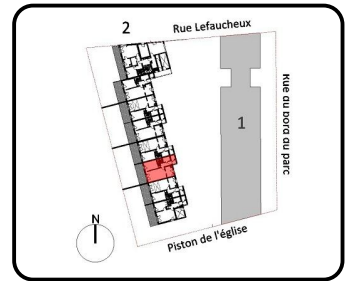 2
Rue Lefaucheux
Rue du bord du parc
1
N
Piston de l'église